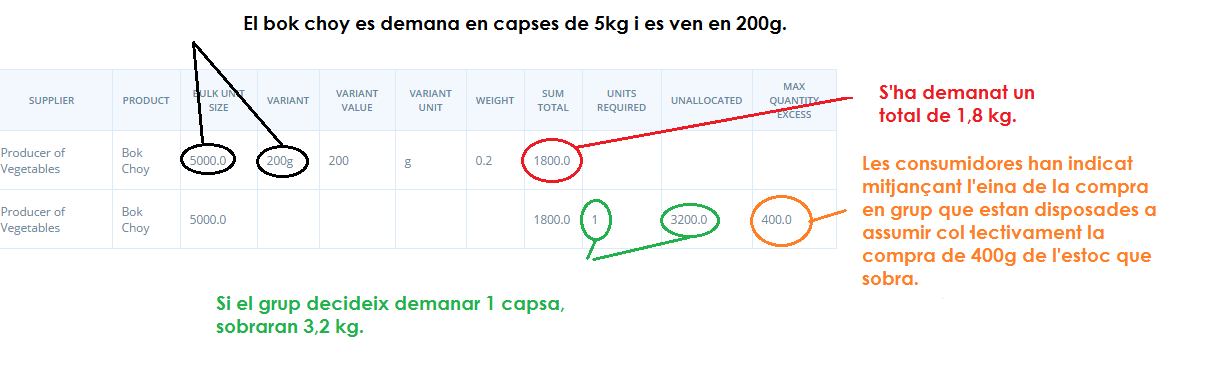 El bok choy es demana en capses de 5kg i es ven en 200g.
SUPPLIER PRODUCT BULK UNIT SIZE VARIANT VARIANT VALUE VARIANT UNIT WEIGHT SUM TOTAL UNITS REQUIRED UNALLOCATED MAX QUANTITY EXCESS
Producer of Vegetables Bok Choy 5000.0 200g 200 g 0.2 1800.0
Producer of Vegetables Bok Choy 5000.0 1800.0 1 3200.0 400.0
S'ha demanat un
total de 1,8 kg.
Les consumidores han indicat
mitjançant l'eina de la compra
en grup que estan disposades a
assumir col·lectivament la
compra de 400g de l'estoc que
sobra.
Si el grup decideix demanar 1 capsa,
sobraran 3,2 kg.